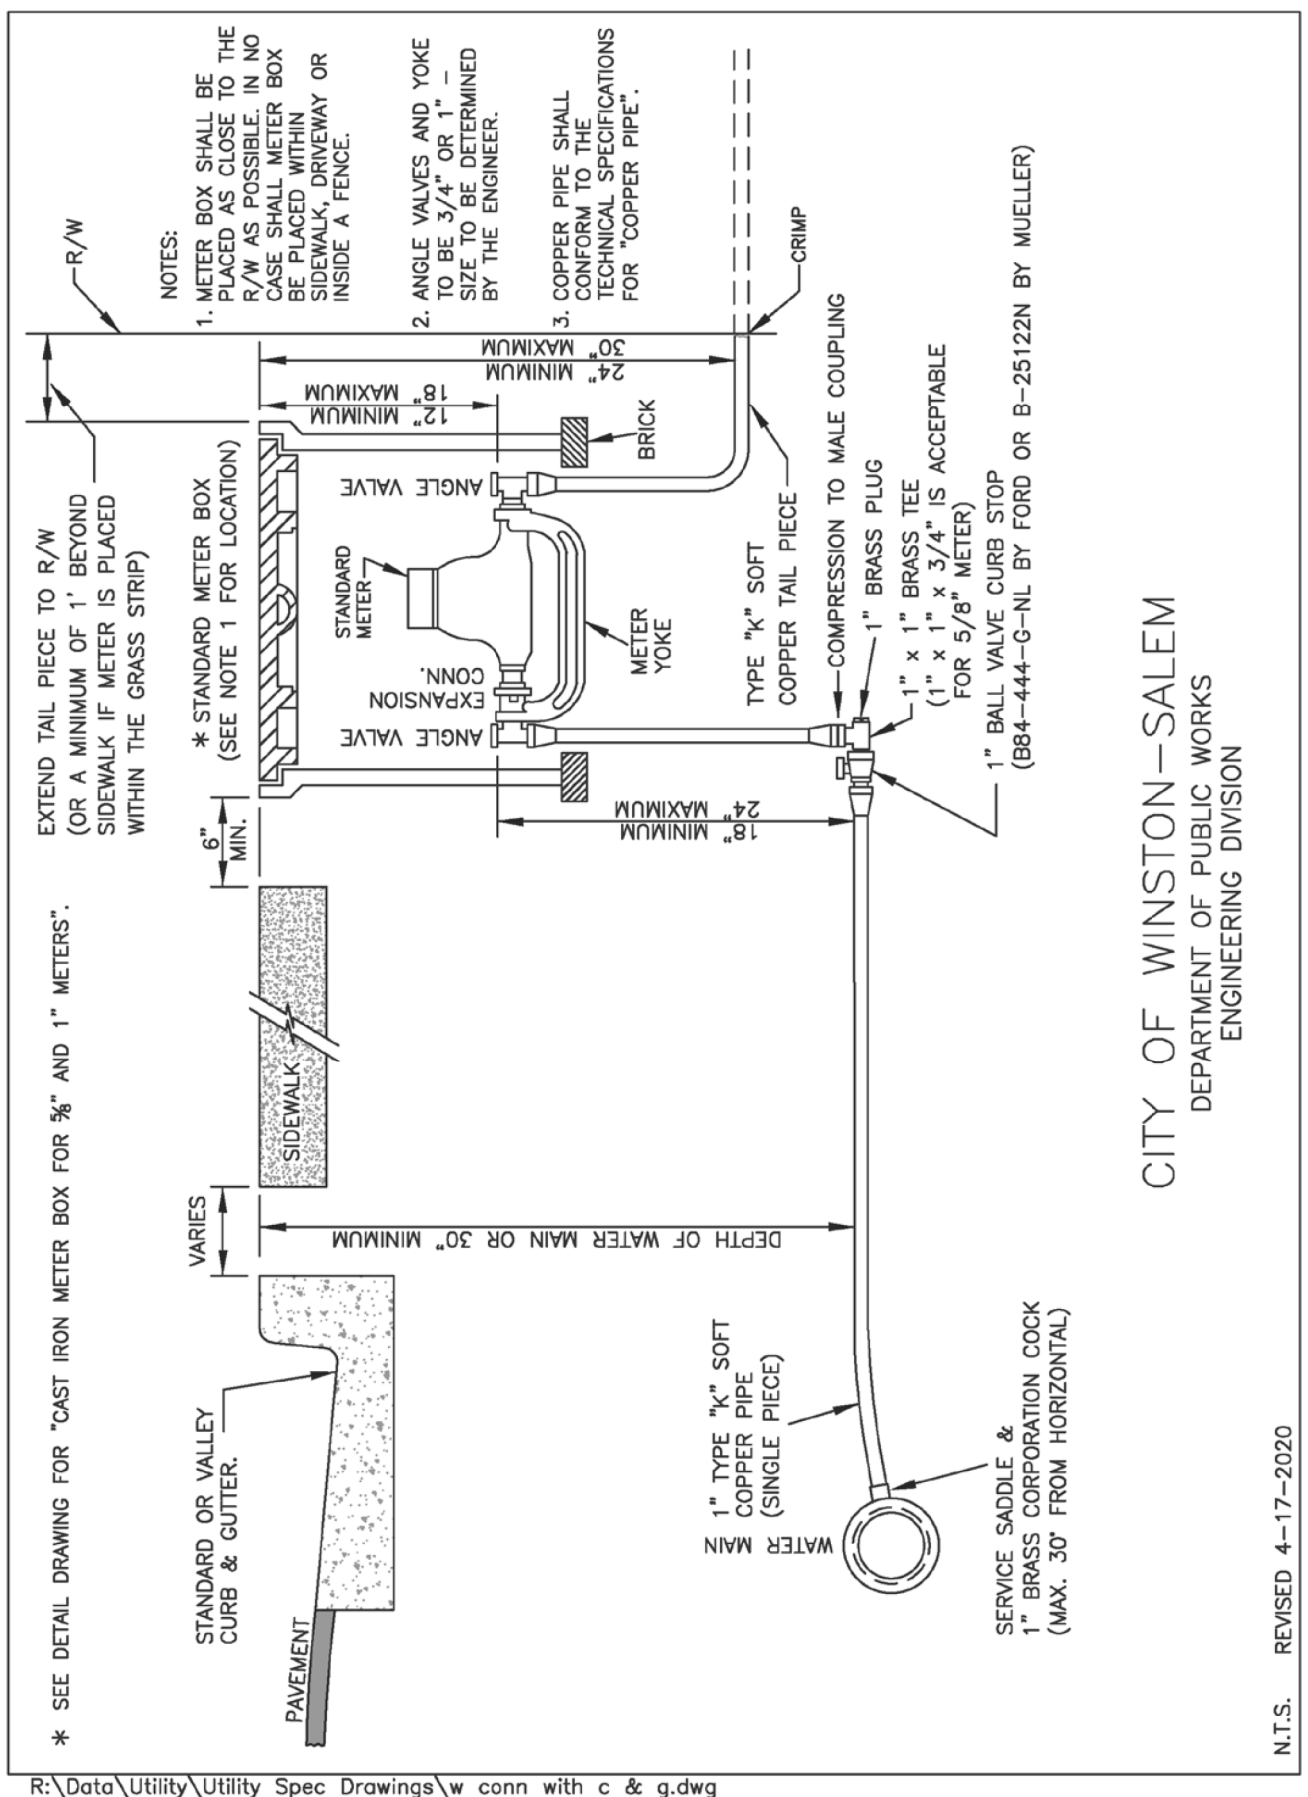 * SEE DETAIL DRAWING FOR "CAST IRON METER BOX FOR ⅝" AND 1" METERS".
EXTEND TAIL PIECE TO R/W
(OR A MINIMUM OF 1' BEYOND
SIDEWALK IF METER IS PLACED
WITHIN THE GRASS STRIP)
R/W
NOTES:
1. METER BOX SHALL BE
PLACED AS CLOSE TO THE
R/W AS POSSIBLE. IN NO
CASE SHALL METER BOX
BE PLACED WITHIN
SIDEWALK, DRIVEWAY OR
INSIDE A FENCE.
2. ANGLE VALVES AND YOKE
TO BE 3/4" OR 1" –
SIZE TO BE DETERMINED
BY THE ENGINEER.
3. COPPER PIPE SHALL
CONFORM TO THE
TECHNICAL SPECIFICATIONS
FOR "COPPER PIPE".
STANDARD OR VALLEY
CURB & GUTTER.
PAVEMENT
VARIES
SIDEWALK
6"
MIN.
* STANDARD METER BOX
(SEE NOTE 1 FOR LOCATION)
12" MINIMUM
18" MAXIMUM
24" MINIMUM
30" MAXIMUM
ANGLE VALVE
EXPANSION
CONN.
STANDARD
METER
ANGLE VALVE
METER
YOKE
BRICK
18" MINIMUM
24" MAXIMUM
DEPTH OF WATER MAIN OR 30" MINIMUM
TYPE "K" SOFT
COPPER TAIL PIECE
CRIMP
COMPRESSION TO MALE COUPLING
1" BRASS PLUG
1" x 1" BRASS TEE
(1" x 1" x 3/4" IS ACCEPTABLE
FOR 5/8" METER)
1" BALL VALVE CURB STOP
(B84-444-G-NL BY FORD OR B-25122N BY MUELLER)
1" TYPE "K" SOFT
COPPER PIPE
(SINGLE PIECE)
WATER MAIN
SERVICE SADDLE &
1" BRASS CORPORATION COCK
(MAX. 30° FROM HORIZONTAL)
CITY OF WINSTON-SALEM
DEPARTMENT OF PUBLIC WORKS
ENGINEERING DIVISION
N.T.S. REVISED 4-17-2020
R:\Data\Utility\Utility Spec Drawings\w conn with c & g.dwg